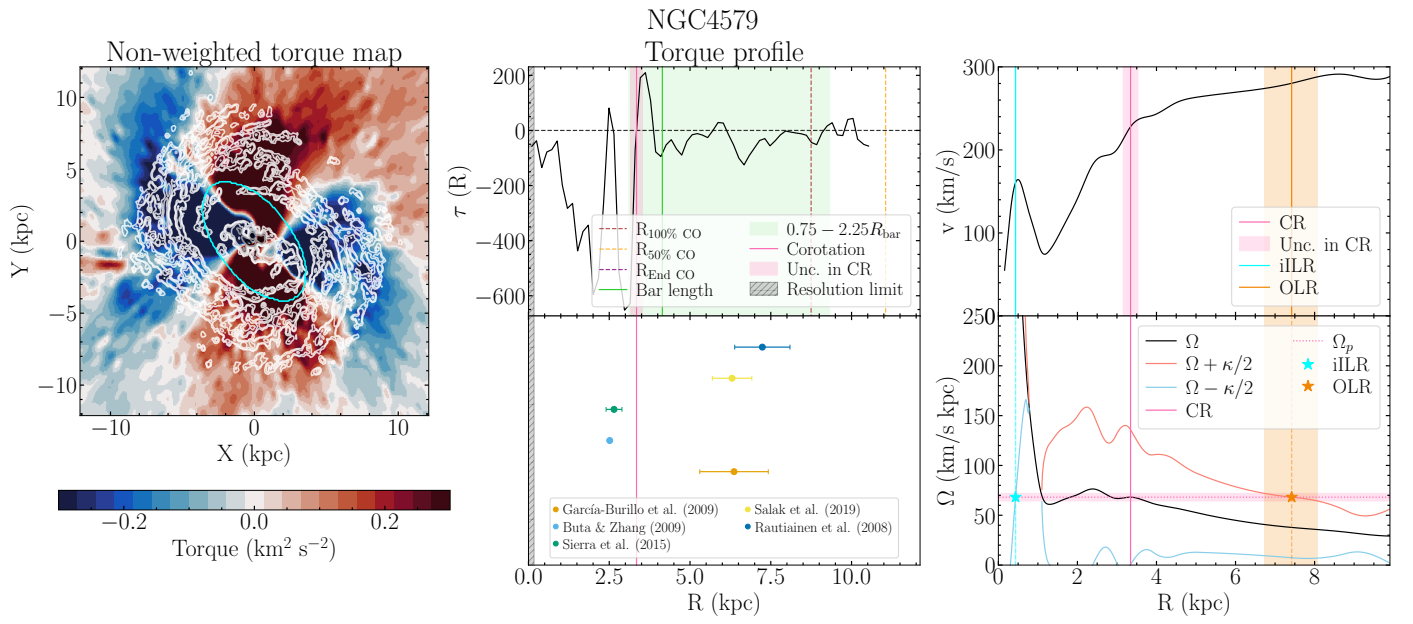 NGC4579
Non-weighted torque map
Y (kpc)
10
5
0
−5
−10
−10 0 10
X (kpc)
−0.2 0.0 0.2
Torque (km² s⁻²)
Torque profile
τ (R)
200
0
−200
−400
−600
R100% CO
R50% CO
REnd CO
Bar length
0.75 − 2.25Rbar
Corotation
Unc. in CR
Resolution limit
García-Burillo et al. (2009)
Buta & Zhang (2009)
Sierra et al. (2015)
Salak et al. (2019)
Rautiainen et al. (2008)
0.0 2.5 5.0 7.5 10.0
R (kpc)
v (km/s)
300
200
100
CR
Unc. in CR
iILR
OLR
Ω (km/s kpc)
250
200
150
100
50
0
Ω
Ω + κ/2
Ω − κ/2
CR
Ωp
iILR
OLR
0 2 4 6 8
R (kpc)